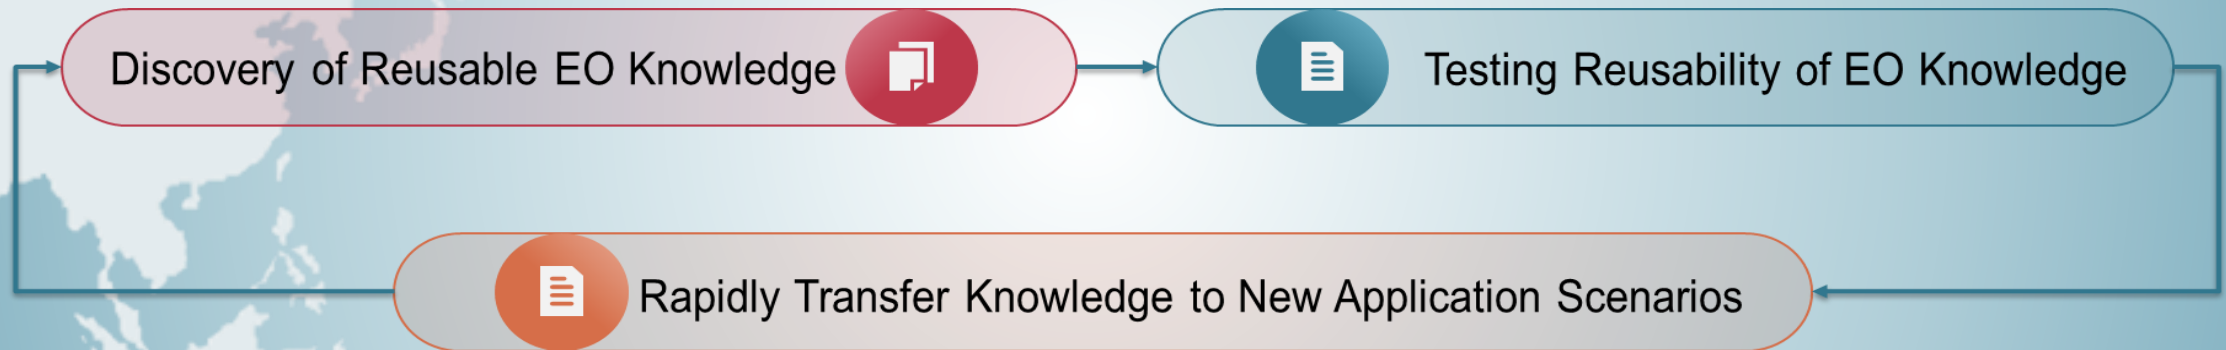 Discovery of Reusable EO Knowledge
Testing Reusability of EO Knowledge
Rapidly Transfer Knowledge to New Application Scenarios